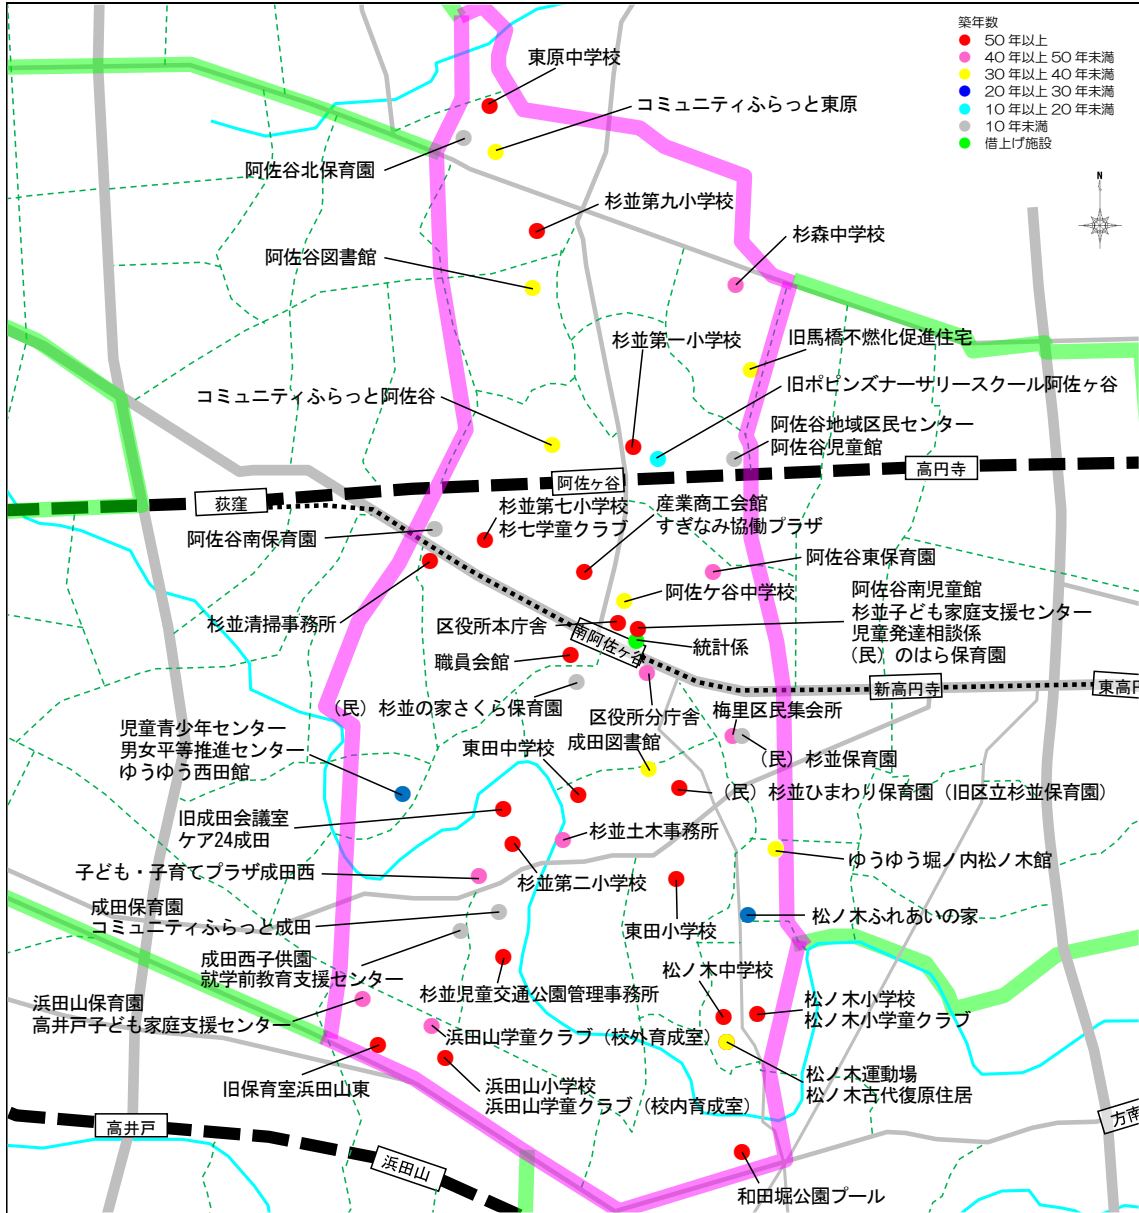 築年数
50年以上
40年以上50年未満
30年以上40年未満
20年以上30年未満
10年以上20年未満
10年未満
借上げ施設
N
東原中学校
コミュニティふらっと東原
阿佐谷北保育園
杉並第九小学校
杉森中学校
阿佐谷図書館
旧馬橋不燃化促進住宅
杉並第一小学校
旧ポピンズナーサリースクール阿佐ヶ谷
コミュニティふらっと阿佐谷
阿佐谷地域区民センター
阿佐谷児童館
高円寺
阿佐ヶ谷
荻窪
杉並第七小学校
杉七学童クラブ
産業商工会館
すぎなみ協働プラザ
阿佐谷南保育園
阿佐谷東保育園
阿佐ケ谷中学校
阿佐谷南児童館
杉並子ども家庭支援センター
児童発達相談係
（民）のはら保育園
杉並清掃事務所
区役所本庁舎
南阿佐ヶ谷
統計係
職員会館
新高円寺
東高円
（民）杉並の家さくら保育園
区役所分庁舎
梅里区民集会所
児童青少年センター
男女平等推進センター
ゆうゆう西田館
東田中学校
成田図書館
（民）杉並保育園
（民）杉並ひまわり保育園（旧区立杉並保育園）
旧成田会議室
ケア24成田
杉並土木事務所
ゆうゆう堀ノ内松ノ木館
子ども・子育てプラザ成田西
杉並第二小学校
成田保育園
コミュニティふらっと成田
東田小学校
松ノ木ふれあいの家
成田西子供園
就学前教育支援センター
松ノ木中学校
杉並児童交通公園管理事務所
浜田山保育園
高井戸子ども家庭支援センター
松ノ木小学校
松ノ木小学童クラブ
浜田山学童クラブ（校外育成室）
旧保育室浜田山東
浜田山小学校
浜田山学童クラブ（校内育成室）
松ノ木運動場
松ノ木古代復原住居
高井戸
方南
浜田山
和田堀公園プール